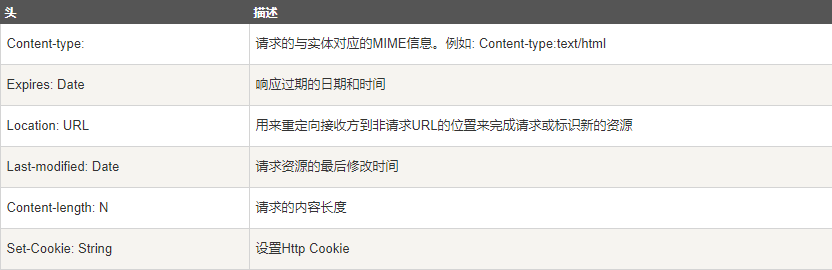 头 描述
Content-type: 请求的与实体对应的MIME信息。例如: Content-type:text/html
Expires: Date 响应过期的日期和时间
Location: URL 用来重定向接收方到非请求URL的位置来完成请求或标识新的资源
Last-modified: Date 请求资源的最后修改时间
Content-length: N 请求的内容长度
Set-Cookie: String 设置Http Cookie